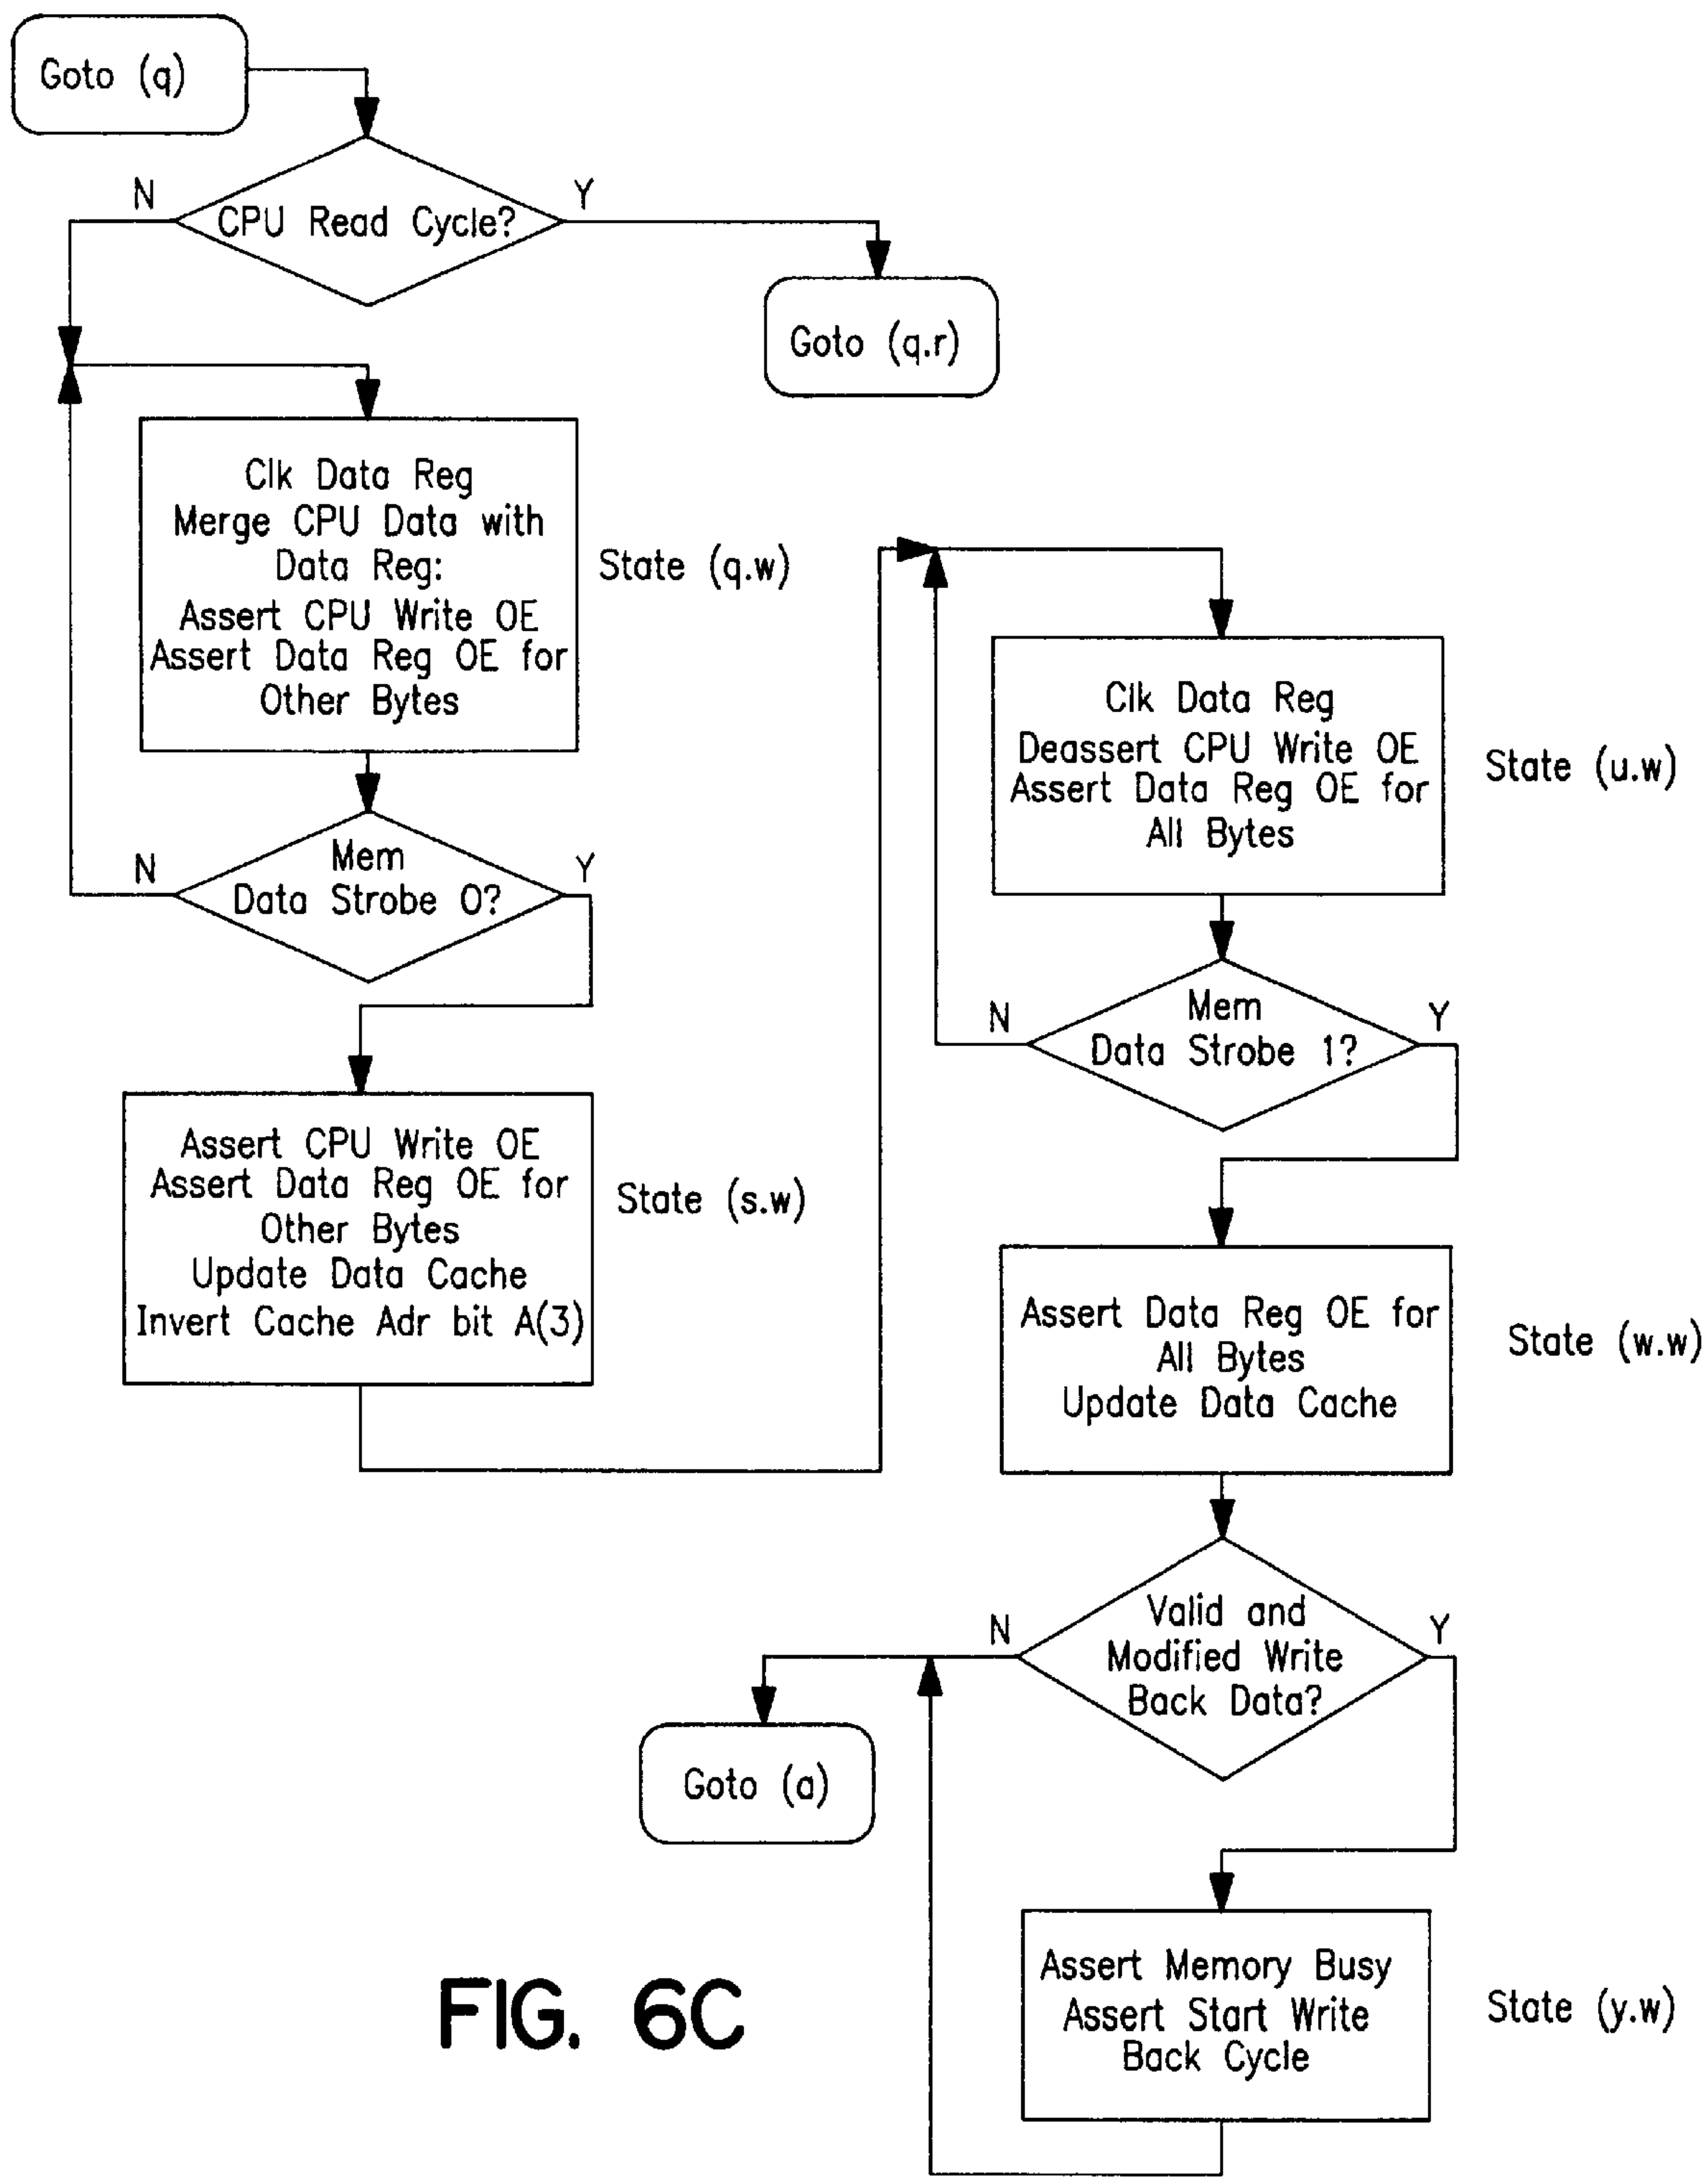 Goto (q)
N
Y
CPU Read Cycle?
Goto (q.r)
Clk Data Reg
Merge CPU Data with
Data Reg:
Assert CPU Write OE
Assert Data Reg OE for
Other Bytes
State (q.w)
N
Y
Mem
Data Strobe 0?
Assert CPU Write OE
Assert Data Reg OE for
Other Bytes
Update Data Cache
Invert Cache Adr bit A(3)
State (s.w)
Clk Data Reg
Deassert CPU Write OE
Assert Data Reg OE for
All Bytes
State (u.w)
N
Y
Mem
Data Strobe 1?
Assert Data Reg OE for
All Bytes
Update Data Cache
State (w.w)
N
Y
Valid and
Modified Write
Back Data?
Goto (a)
Assert Memory Busy
Assert Start Write
Back Cycle
State (y.w)
FIG. 6C